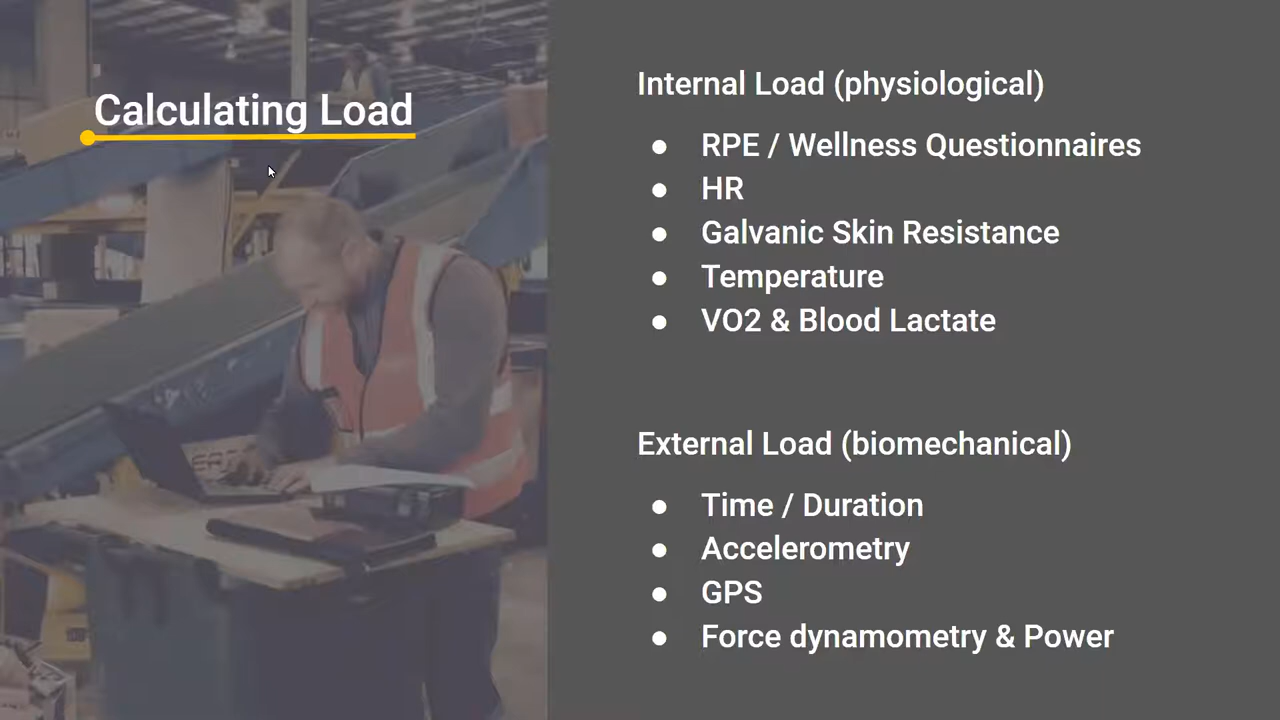 Calculating Load
Internal Load (physiological)
● RPE / Wellness Questionnaires
● HR
● Galvanic Skin Resistance
● Temperature
● VO2 & Blood Lactate
External Load (biomechanical)
● Time / Duration
● Accelerometry
● GPS
● Force dynamometry & Power